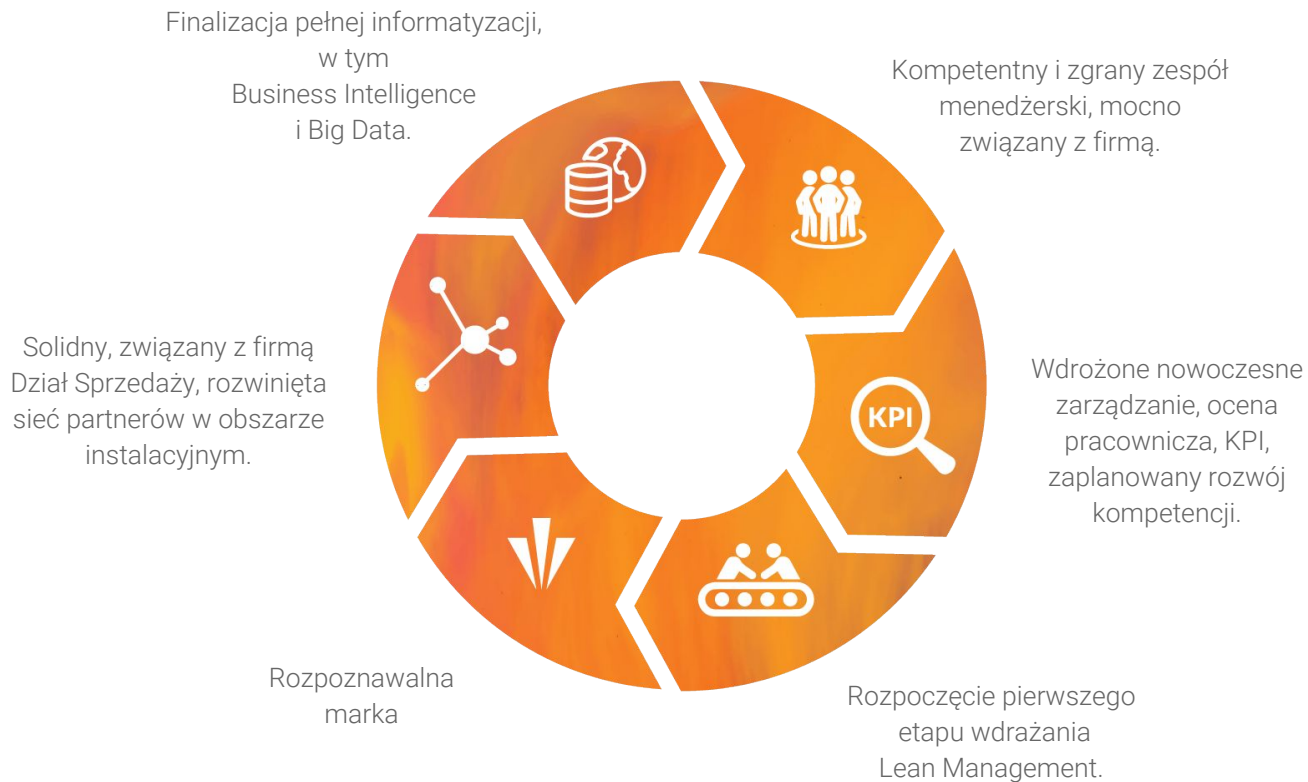 Finalizacja pełnej informatyzacji,
w tym
Business Intelligence
i Big Data.
Kompetentny i zgrany zespół
menedżerski, mocno
związany z firmą.
Wdrożone nowoczesne
zarządzanie, ocena
pracownicza, KPI,
zaplanowany rozwój
kompetencji.
KPI
Rozpoczęcie pierwszego
etapu wdrażania
Lean Management.
Rozpoznawalna
marka
Solidny, związany z firmą
Dział Sprzedaży, rozwinięta
sieć partnerów w obszarze
instalacyjnym.